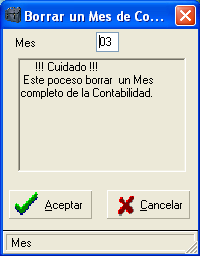 Borrar un Mes de Co...
Mes 03
!!! Cuidado !!!
Este poceso borrar un Mes
completo de la Contabilidad.
Aceptar Cancelar
Mes